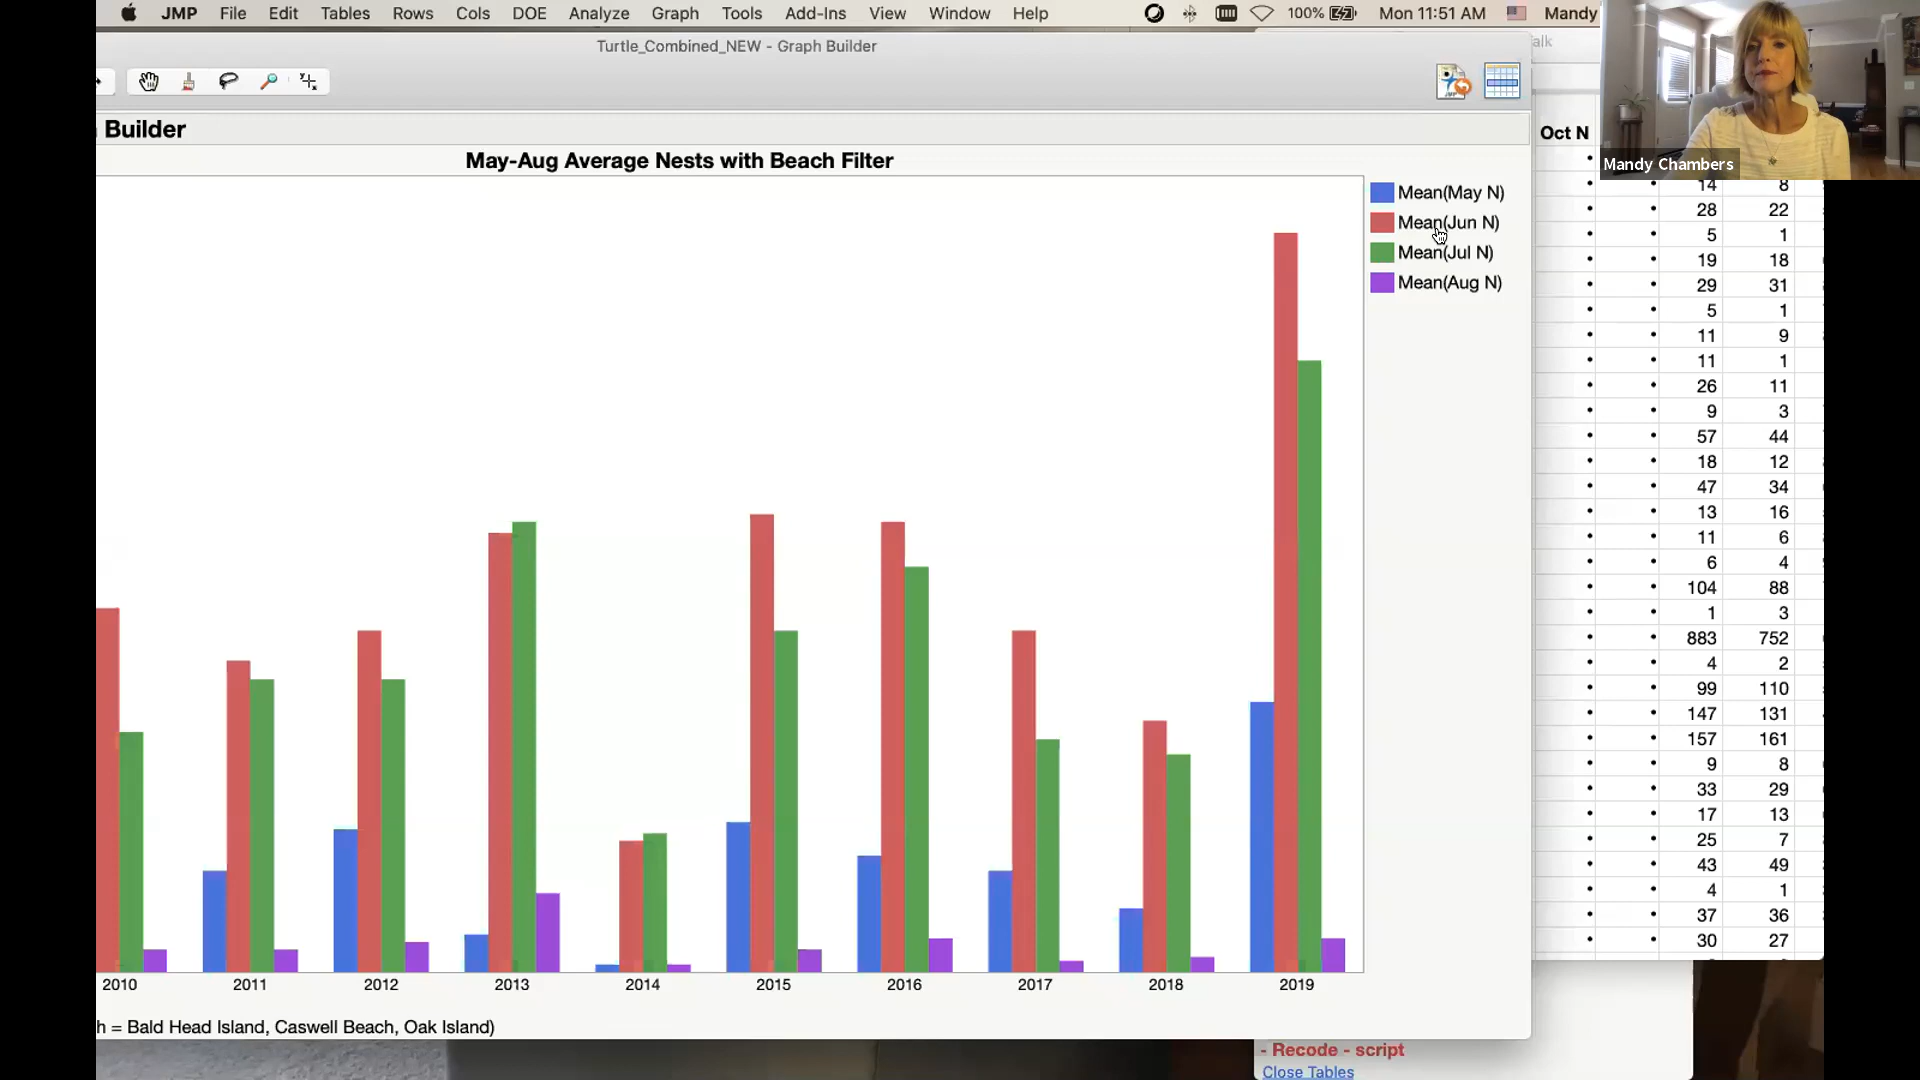 JMP File Edit Tables Rows Cols DOE Analyze Graph Tools Add-Ins View Window Help 100% Mon 11:51 AM Mandy
Turtle_Combined_NEW - Graph Builder
Builder
May-Aug Average Nests with Beach Filter
Mean(May N)
Mean(Jun N)
Mean(Jul N)
Mean(Aug N)
2010 2011 2012 2013 2014 2015 2016 2017 2018 2019
h = Bald Head Island, Caswell Beach, Oak Island)
Mandy Chambers
alk
Oct N
14 8
28 22
5 1
19 18
29 31
5 1
11 9
11 1
26 11
9 3
57 44
18 12
47 34
13 16
11 6
6 4
104 88
1 3
883 752
4 2
99 110
147 131
157 161
9 8
33 29
17 13
25 7
43 49
4 1
37 36
30 27
- Recode - script
Close Tables